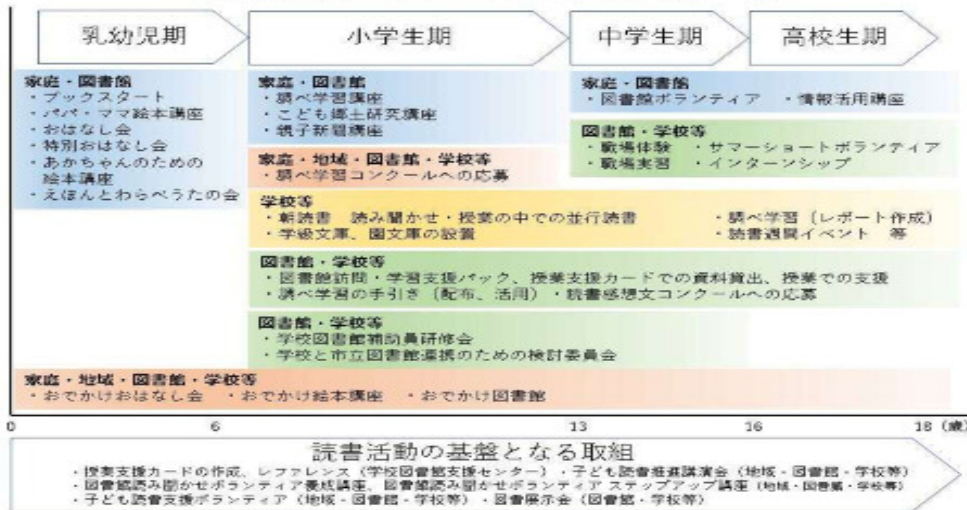 乳幼児期
小学生期
中学生期
高校生期
家庭・図書館
・ブックスタート
・パパ・ママ絵本講座
・おはなし会
・特別おはなし会
・あかちゃんのための
絵本講座
・えほんとわらべうたの会
家庭・図書館
・調べ学習講座
・こども郷土研究講座
・親子新聞講座
家庭・地域・図書館・学校等
・調べ学習コンクールへの応募
家庭・図書館
・図書館ボランティア ・情報活用講座
図書館・学校等
・職場体験 ・サマーショートボランティア
・職場実習 ・インターンシップ
学校等
・朝読書 読み聞かせ・授業の中での並行読書 ・調べ学習（レポート作成）
・学級文庫、園文庫の設置 ・読書週間イベント 等
図書館・学校等
・図書館訪問・学習支援パック、授業支援カードでの資料貸出、授業での支援
・調べ学習の手引き（配布、活用）・読書感想文コンクールへの応募
図書館・学校等
・学校図書館補助員研修会
・学校と市立図書館連携のための検討委員会
家庭・地域・図書館・学校等
・おでかけおはなし会 ・おでかけ絵本講座 ・おでかけ図書館
0 6 13 16 18（歳）
読書活動の基盤となる取組
・授業支援カードの作成、レファレンス（学校図書館支援センター）・子ども読書推進講演会（地域・図書館・学校等）
・図書館読み聞かせボランティア養成講座、図書館読み聞かせボランティア ステップアップ講座（地域・図書館・学校等）
・子ども読書支援ボランティア（地域・図書館・学校等）・図書展示会（図書館・学校等）